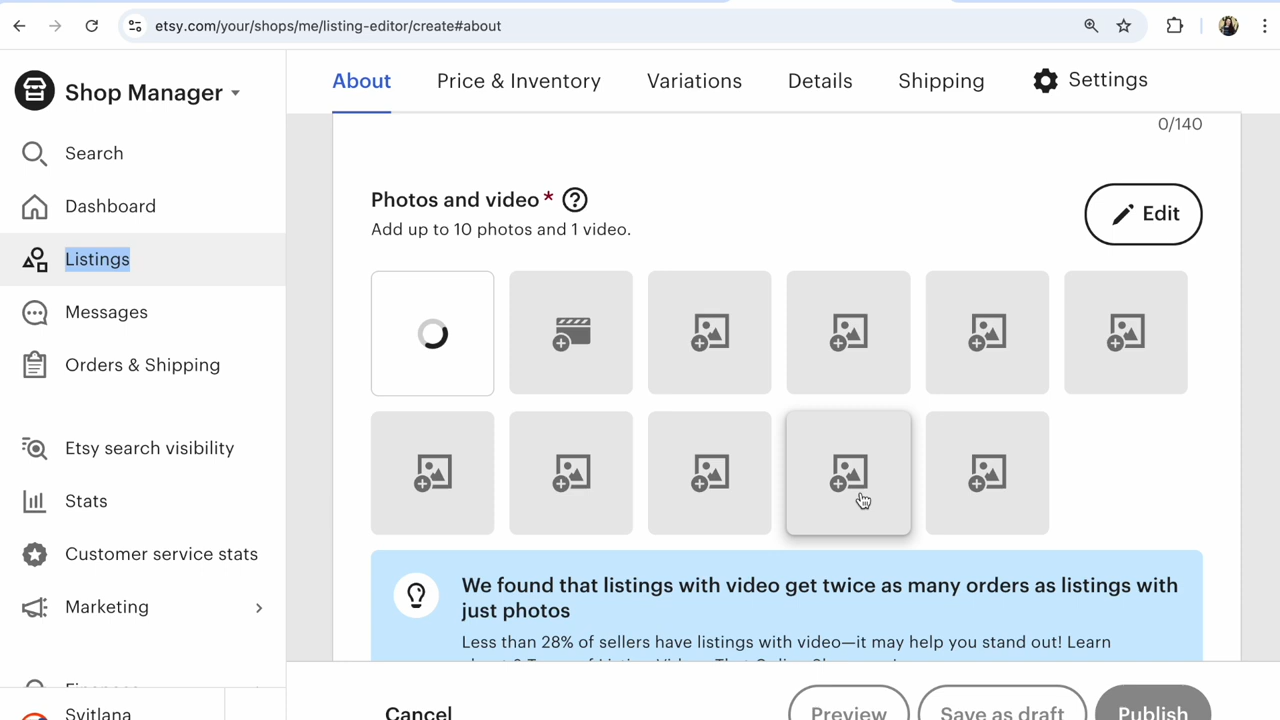 etsy.com/your/shops/me/listing-editor/create#about
Shop Manager
Search
Dashboard
Listings
Messages
Orders & Shipping
Etsy search visibility
Stats
Customer service stats
Marketing
Svitlana
About
Price & Inventory
Variations
Details
Shipping
Settings
0/140
Photos and video *
Add up to 10 photos and 1 video.
Edit
We found that listings with video get twice as many orders as listings with
just photos
Less than 28% of sellers have listings with video—it may help you stand out! Learn
Cancel
Preview
Save as draft
Publish